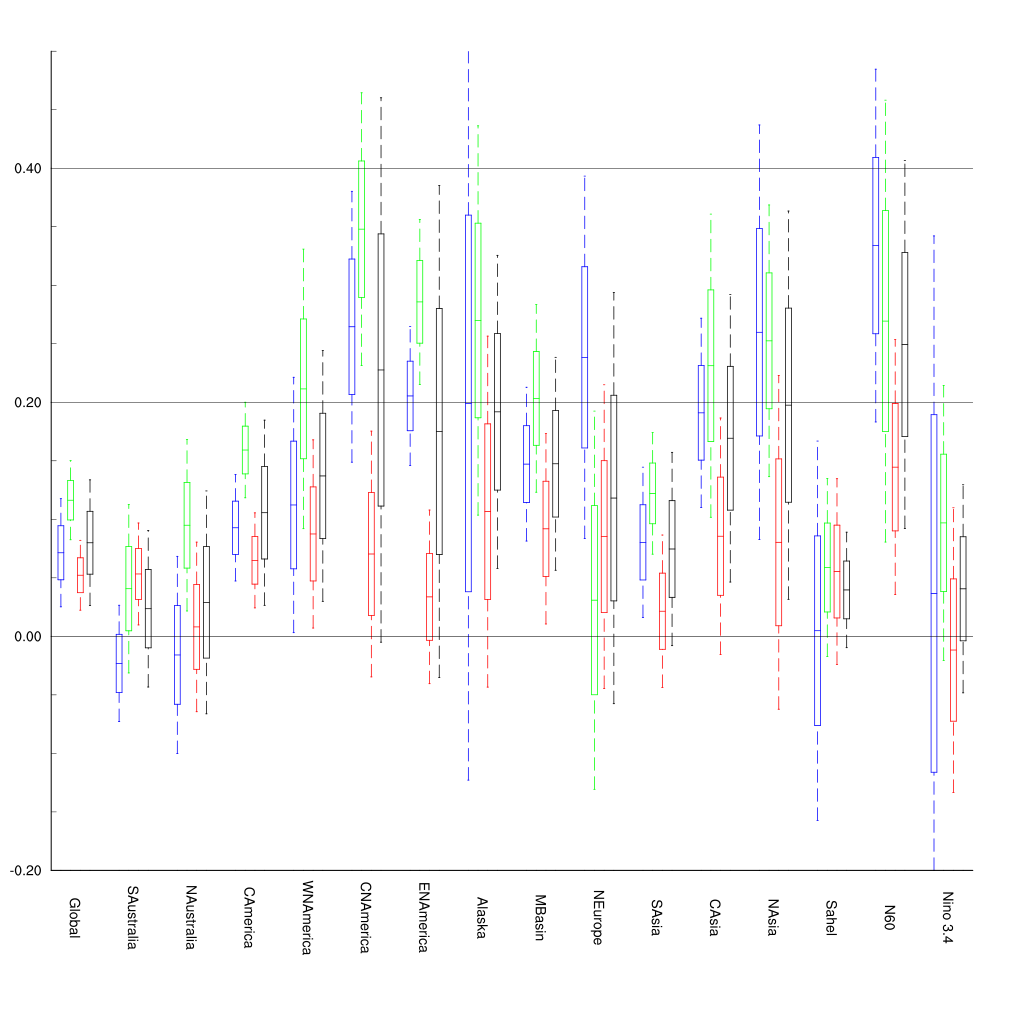 0.40
0.20
0.00
-0.20
Global
SAustralia
NAustralia
CAmerica
WNAmerica
CNAmerica
ENAmerica
Alaska
MBasin
NEurope
SAsia
CAsia
NAsia
Sahel
N60
Nino 3.4